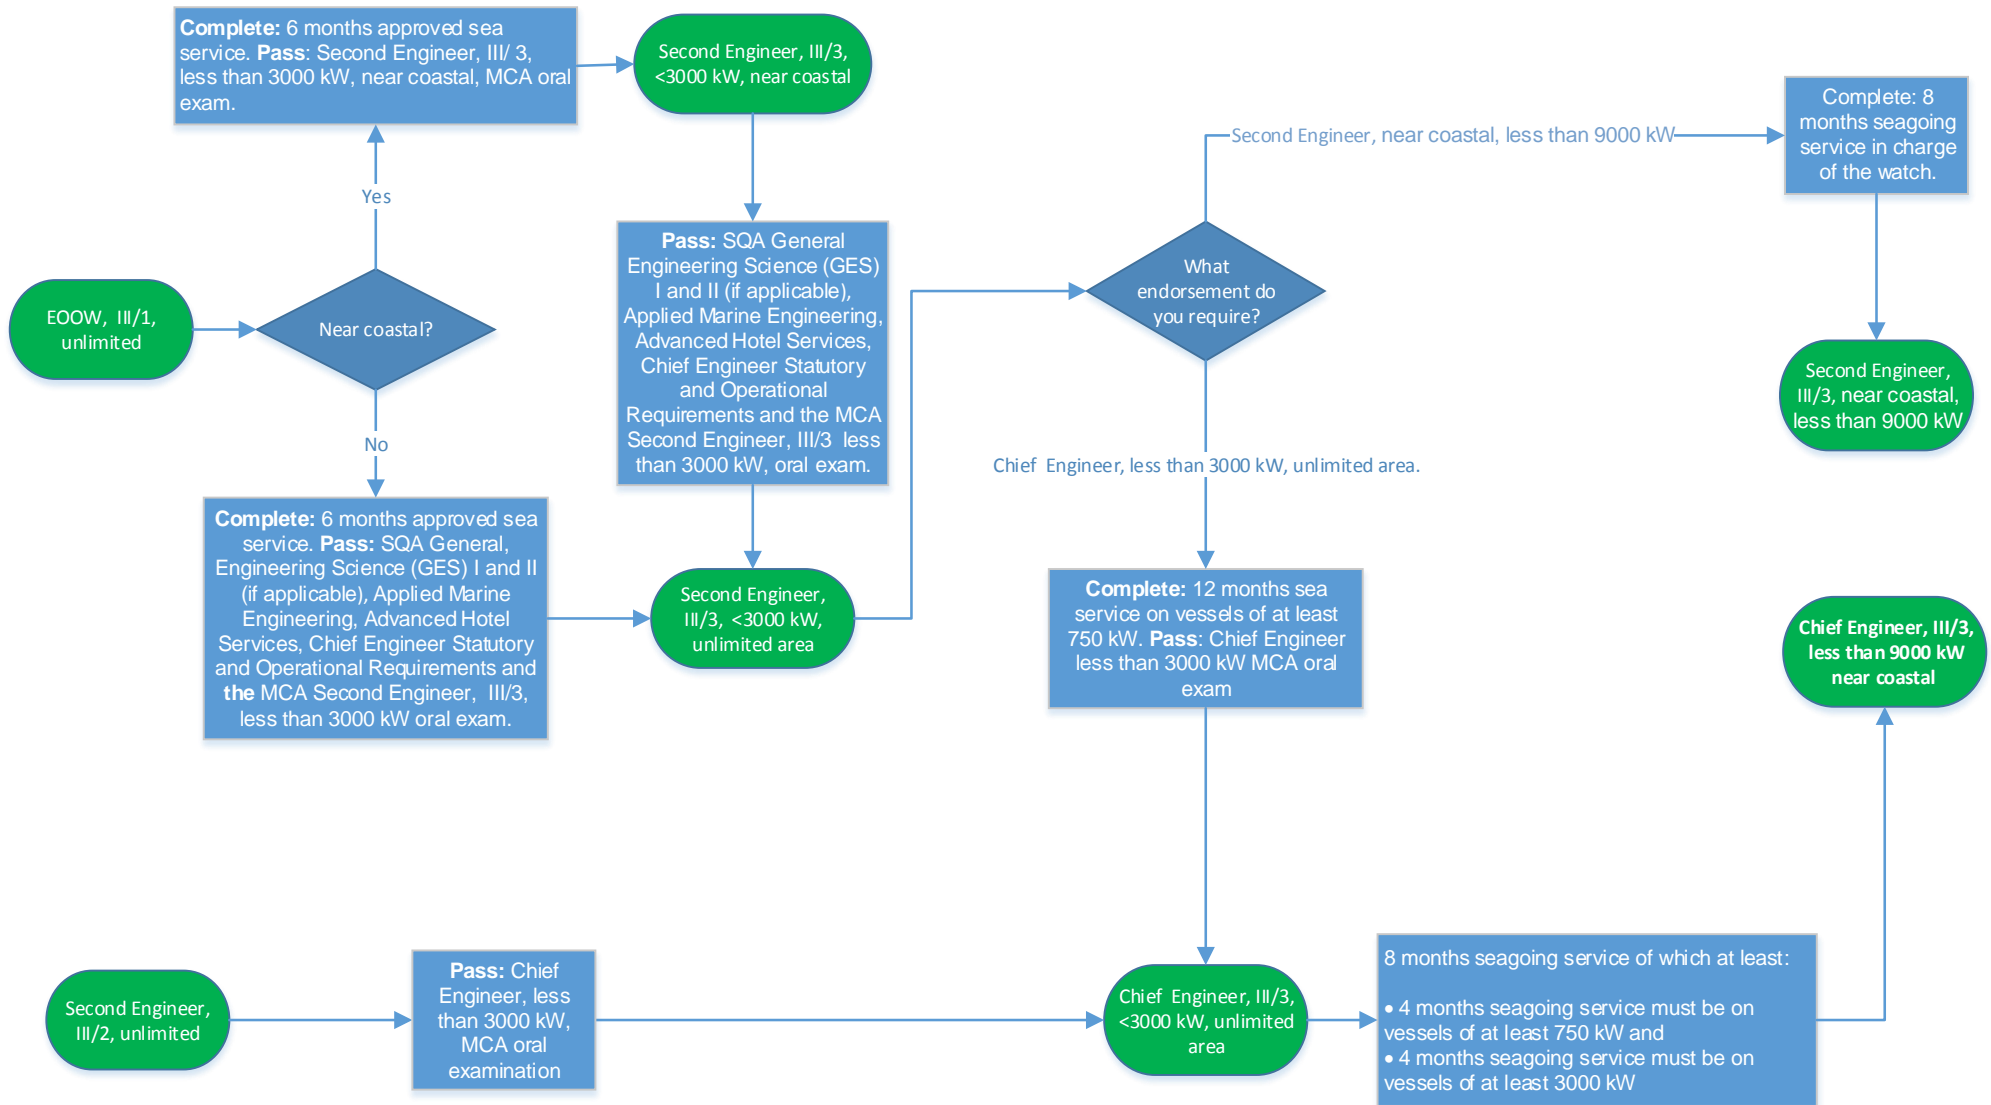 Complete: 6 months approved sea
service. Pass: Second Engineer, III/ 3,
less than 3000 kW, near coastal, MCA oral
exam.
Second Engineer, III/3,
<3000 kW, near coastal
Complete: 8
months seagoing
service in charge
of the watch.
Second Engineer, near coastal, less than 9000 kW
Yes
Pass: SQA General
Engineering Science (GES)
I and II (if applicable),
Applied Marine Engineering,
Advanced Hotel Services,
Chief Engineer Statutory
and Operational
Requirements and the MCA
Second Engineer, III/3 less
than 3000 kW, oral exam.
What
endorsement do
you require?
EOOW, III/1,
unlimited
Near coastal?
Second Engineer,
III/3, near coastal,
less than 9000 kW
No
Chief Engineer, less than 3000 kW, unlimited area.
Complete: 6 months approved sea
service. Pass: SQA General,
Engineering Science (GES) I and II
(if applicable), Applied Marine
Engineering, Advanced Hotel
Services, Chief Engineer Statutory
and Operational Requirements and
the MCA Second Engineer, III/3,
less than 3000 kW oral exam.
Second Engineer,
III/3, <3000 kW,
unlimited area
Complete: 12 months sea
service on vessels of at least
750 kW. Pass: Chief Engineer
less than 3000 kW MCA oral
exam
Chief Engineer, III/3,
less than 9000 kW
near coastal
Second Engineer,
III/2, unlimited
Pass: Chief
Engineer, less
than 3000 kW,
MCA oral
examination
Chief Engineer, III/3,
<3000 kW, unlimited
area
8 months seagoing service of which at least:
• 4 months seagoing service must be on
vessels of at least 750 kW and
• 4 months seagoing service must be on
vessels of at least 3000 kW